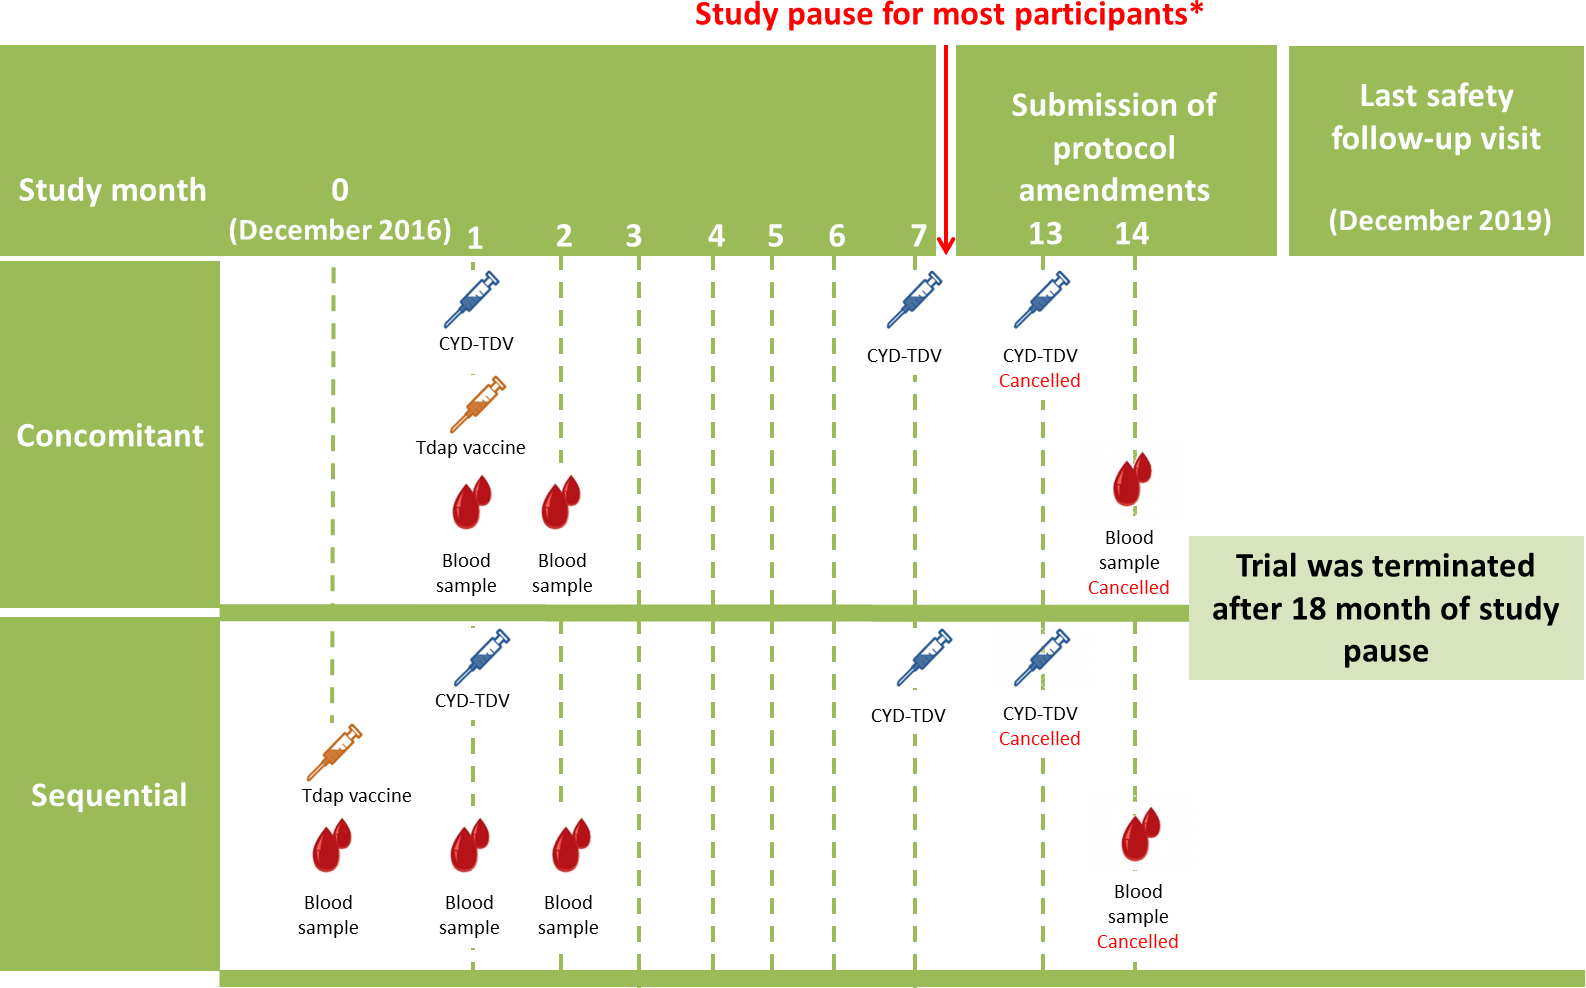 Study pause for most participants*
Submission of
protocol
amendments
Last safety
follow-up visit
(December 2019)
Study month
0
(December 2016)
1
2
3
4
5
6
7
13
14
Concomitant
CYD-TDV
Tdap vaccine
Blood
sample
Blood
sample
CYD-TDV
CYD-TDV
Cancelled
Blood
sample
Cancelled
Trial was terminated
after 18 month of study
pause
Sequential
Tdap vaccine
Blood
sample
CYD-TDV
Blood
sample
Blood
sample
CYD-TDV
CYD-TDV
Cancelled
Blood
sample
Cancelled